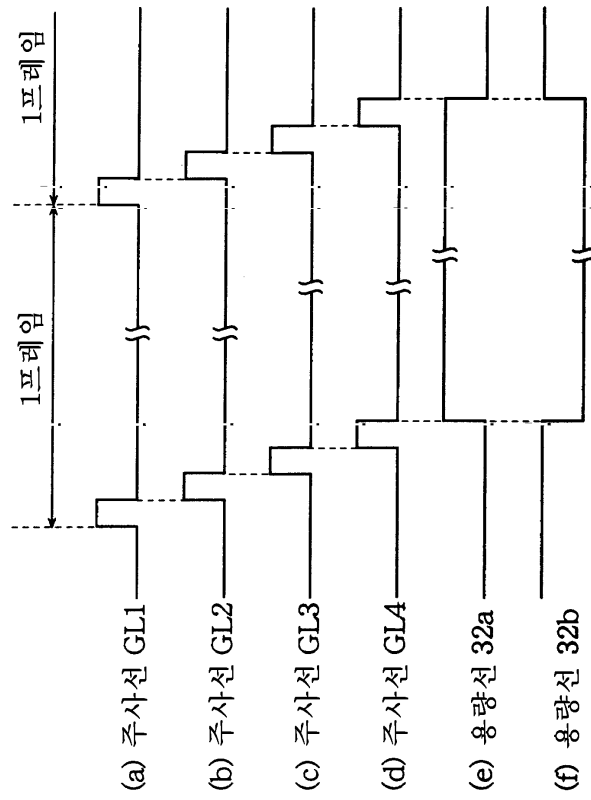 1프레임
1프레임
(a) 주사선 GL1
(b) 주사선 GL2
(c) 주사선 GL3
(d) 주사선 GL4
(e) 용량선 32a
(f) 용량선 32b